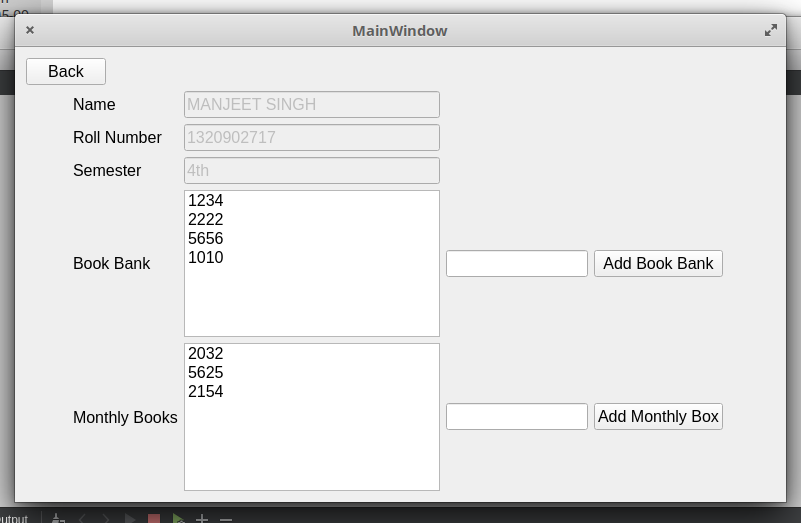 MainWindow
Back
Name
MANJEET SINGH
Roll Number
1320902717
Semester
4th
1234
2222
5656
1010
Book Bank
Add Book Bank
2032
5625
2154
Monthly Books
Add Monthly Box